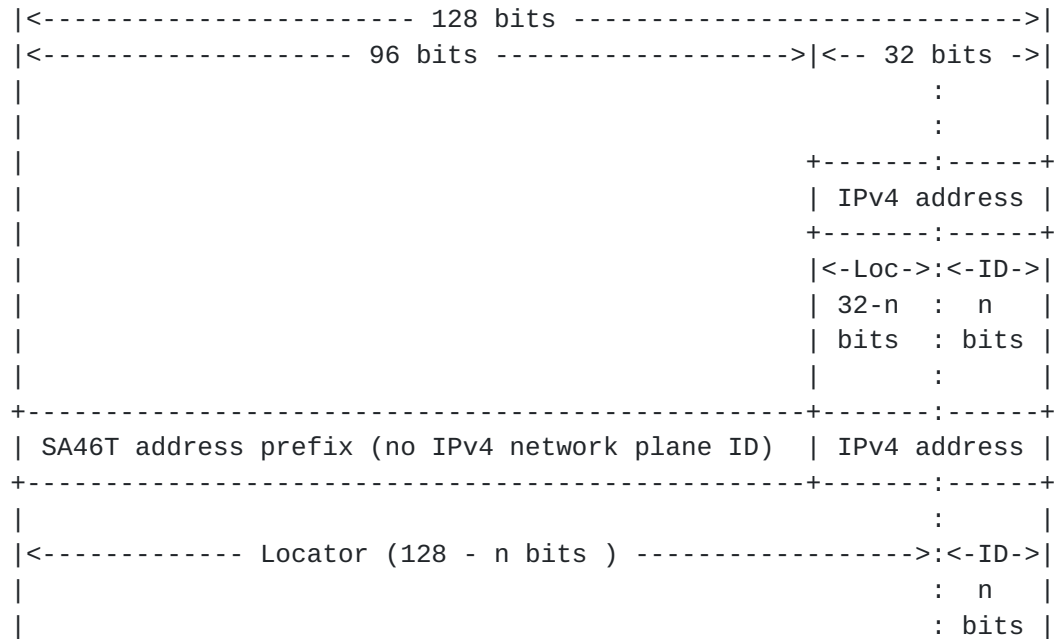 |<------------------------ 128 bits ----------------------------->|
|<-------------------- 96 bits ------------------->|<-- 32 bits ->|
|                                                          :      |
|                                                          :      |
|                                                  +-------:------+
|                                                  | IPv4 address |
|                                                  +-------:------+
|                                                  |<-Loc->:<-ID->|
|                                                  | 32-n  :  n   |
|                                                  | bits  : bits |
|                                                  |       :      |
+--------------------------------------------------+-------:------+
| SA46T address prefix (no IPv4 network plane ID)  | IPv4 address |
+--------------------------------------------------+-------:------+
|                                                          :      |
|<------------- Locator (128 - n bits ) ------------------>:<-ID->|
|                                                          :  n   |
|                                                          : bits |